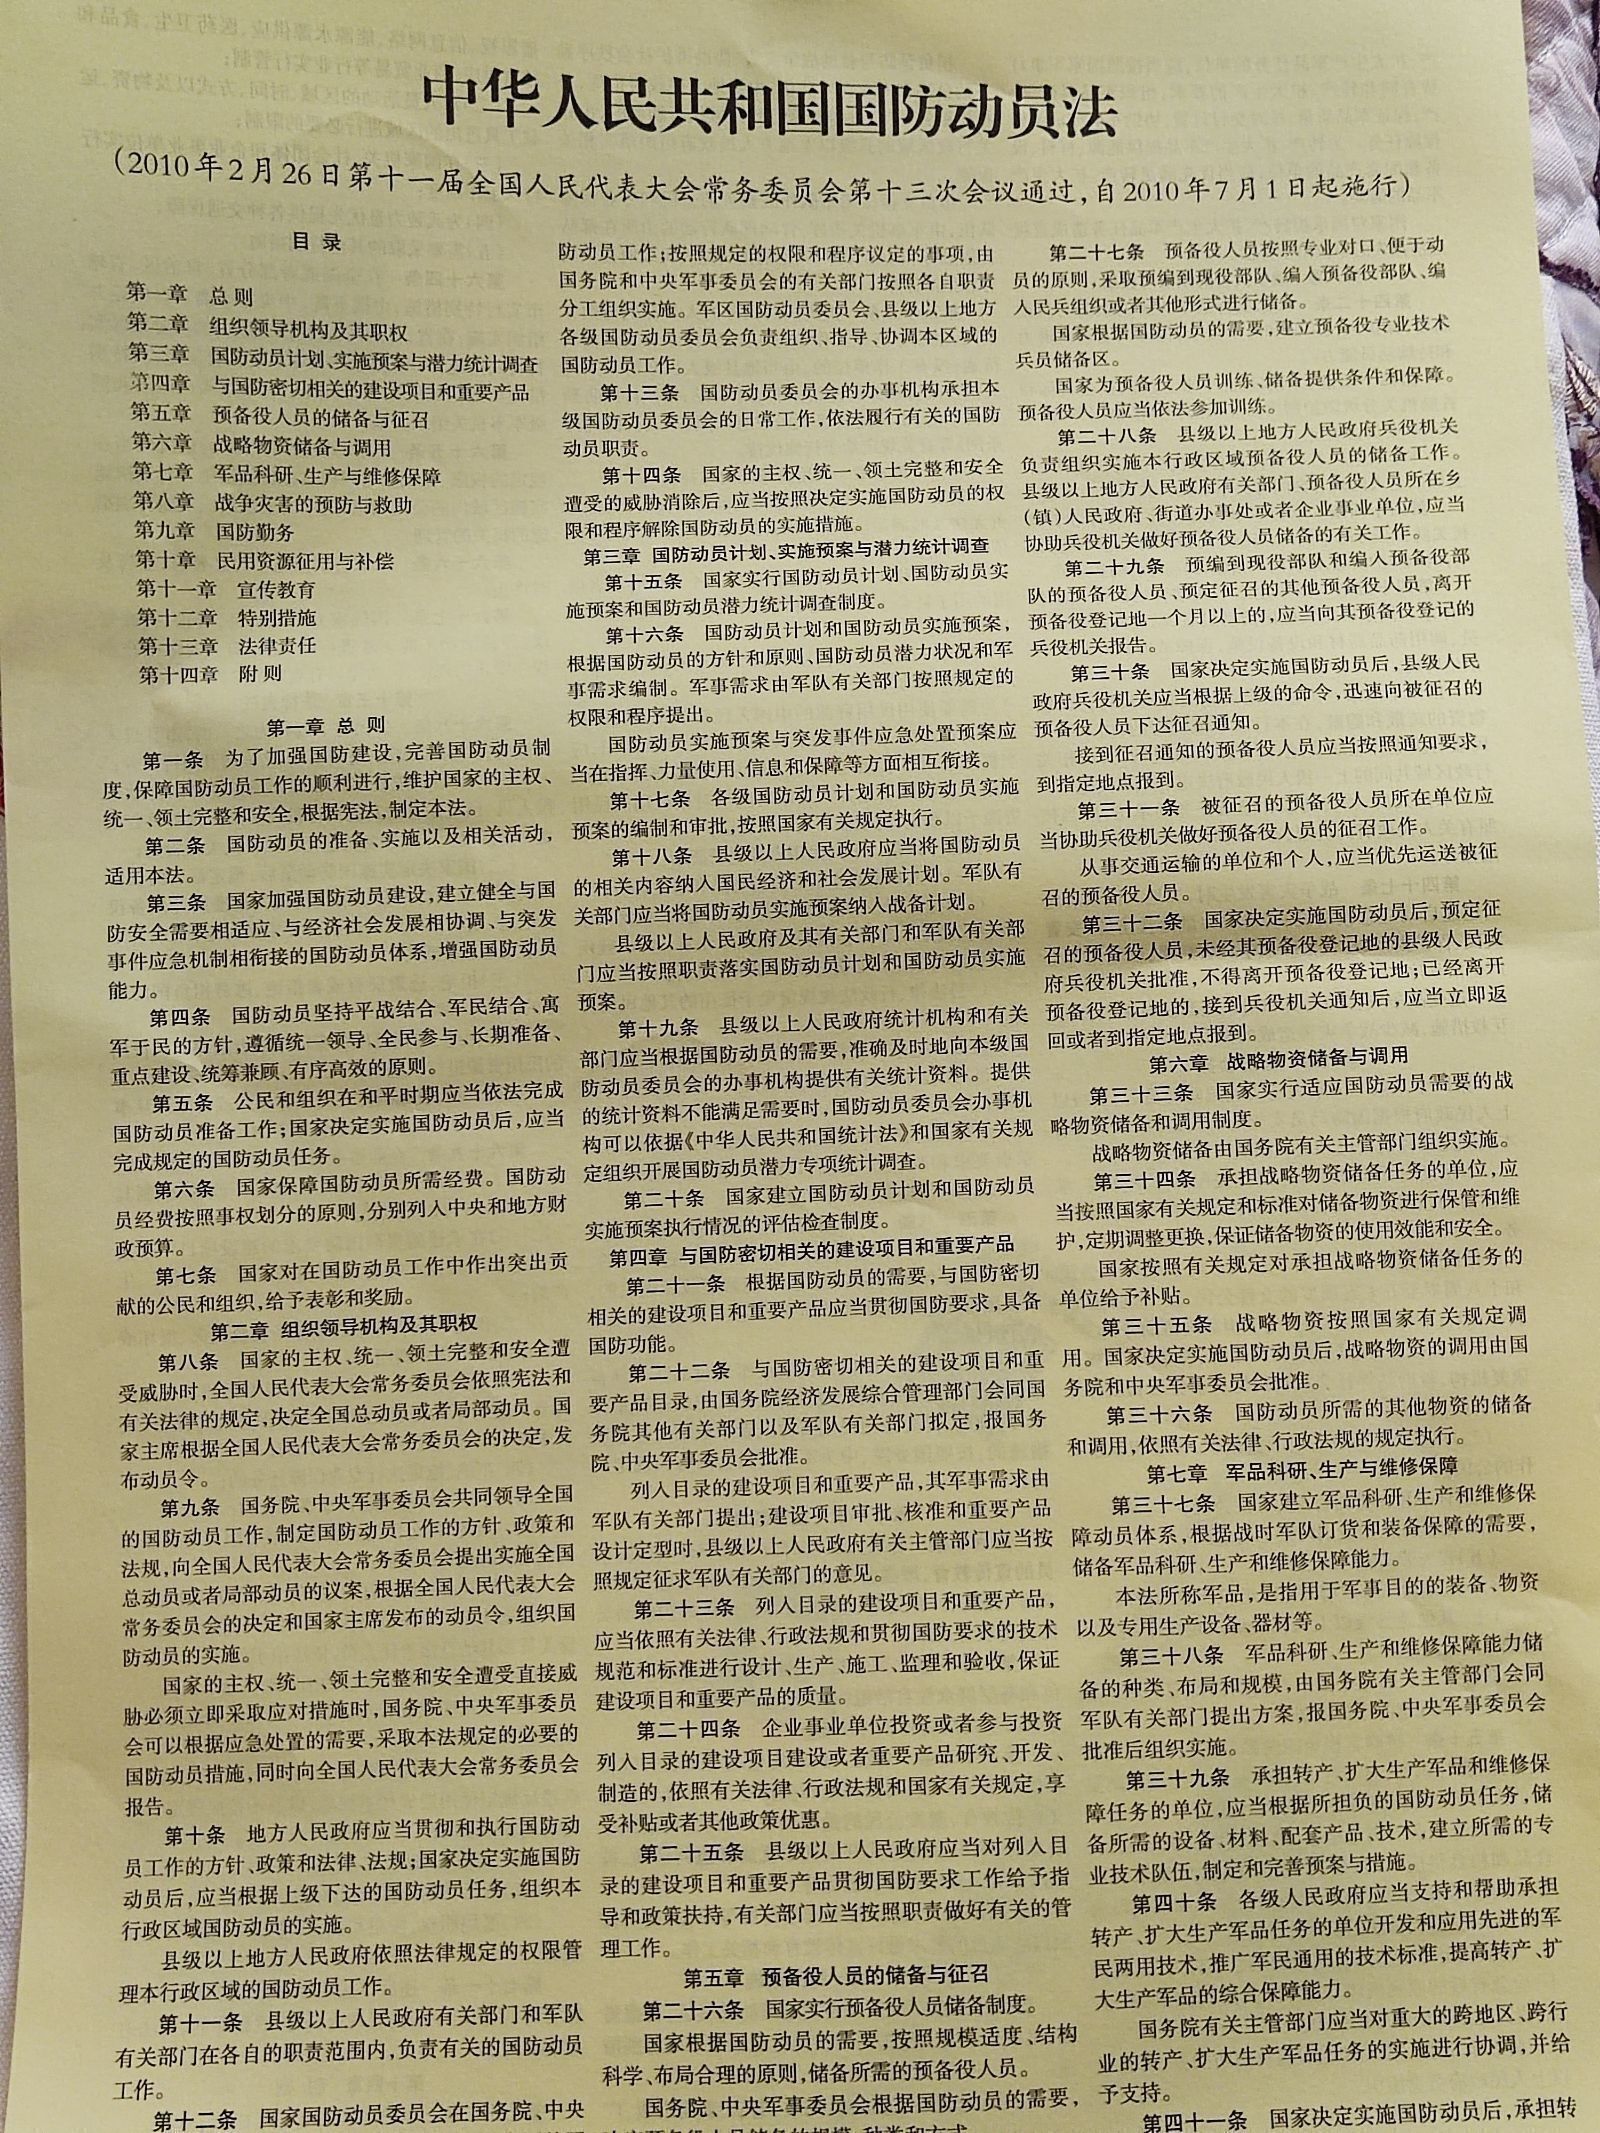 中华人民共和国国防动员法
(2010年2月26日第十一届全国人民代表大会常务委员会第十三次会议通过,自2010年7月1日起施行)
目 录
第一章 总 则
第二章 组织领导机构及其职权
第三章 国防动员计划、实施预案与潜力统计调查
第四章 与国防密切相关的建设项目和重要产品
第五章 预备役人员的储备与征召
第六章 战略物资储备与调用
第七章 军品科研、生产与维修保障
第八章 战争灾害的预防与救助
第九章 国防勤务
第十章 民用资源征用与补偿
第十一章 宣传教育
第十二章 特别措施
第十三章 法律责任
第十四章 附 则
第一章 总 则
第一条 为了加强国防建设,完善国防动员制
度,保障国防动员工作的顺利进行,维护国家的主权、
统一、领土完整和安全,根据宪法,制定本法。
第二条 国防动员的准备、实施以及相关活动,
适用本法。
第三条 国家加强国防动员建设,建立健全与国
防安全需要相适应、与经济社会发展相协调、与突发
事件应急机制相衔接的国防动员体系,增强国防动员
能力。
第四条 国防动员坚持平战结合、军民结合、寓
军于民的方针,遵循统一领导、全民参与、长期准备、
重点建设、统筹兼顾、有序高效的原则。
第五条 公民和组织在和平时期应当依法完成
国防动员准备工作;国家决定实施国防动员后,应当
完成规定的国防动员任务。
第六条 国家保障国防动员所需经费。国防动
员经费按照事权划分的原则,分别列入中央和地方财
政预算。
第七条 国家对在国防动员工作中作出突出贡
献的公民和组织,给予表彰和奖励。
第二章 组织领导机构及其职权
第八条 国家的主权、统一、领土完整和安全遭
受威胁时,全国人民代表大会常务委员会依照宪法和
有关法律的规定,决定全国总动员或者局部动员。国
家主席根据全国人民代表大会常务委员会的决定,发
布动员令。
第九条 国务院、中央军事委员会共同领导全国
的国防动员工作,制定国防动员工作的方针、政策和
法规,向全国人民代表大会常务委员会提出实施全国
总动员或者局部动员的议案,根据全国人民代表大会
常务委员会的决定和国家主席发布的动员令,组织国
防动员的实施。
国家的主权、统一、领土完整和安全遭受直接威
胁必须立即采取应对措施时,国务院、中央军事委员
会可以根据应急处置的需要,采取本法规定的必要的
国防动员措施,同时向全国人民代表大会常务委员会
报告。
第十条 地方人民政府应当贯彻和执行国防动
员工作的方针、政策和法律、法规;国家决定实施国防
动员后,应当根据上级下达的国防动员任务,组织本
行政区域国防动员的实施。
县级以上地方人民政府依照法律规定的权限管
理本行政区域的国防动员工作。
第十一条 县级以上人民政府有关部门和军队
有关部门在各自的职责范围内,负责有关的国防动员
工作。
第十二条 国家国防动员委员会在国务院、中央
防动员工作;按照规定的权限和程序议定的事项,由
国务院和中央军事委员会的有关部门按照各自职责
分工组织实施。军区国防动员委员会、县级以上地方
各级国防动员委员会负责组织、指导、协调本区域的
国防动员工作。
第十三条 国防动员委员会的办事机构承担本
级国防动员委员会的日常工作,依法履行有关的国防
动员职责。
第十四条 国家的主权、统一、领土完整和安全
遭受的威胁消除后,应当按照决定实施国防动员的权
限和程序解除国防动员的实施措施。
第三章 国防动员计划、实施预案与潜力统计调查
第十五条 国家实行国防动员计划、国防动员实
施预案和国防动员潜力统计调查制度。
第十六条 国防动员计划和国防动员实施预案,
根据国防动员的方针和原则、国防动员潜力状况和军
事需求编制。军事需求由军队有关部门按照规定的
权限和程序提出。
国防动员实施预案与突发事件应急处置预案应
当在指挥、力量使用、信息和保障等方面相互衔接。
第十七条 各级国防动员计划和国防动员实施
预案的编制和审批,按照国家有关规定执行。
第十八条 县级以上人民政府应当将国防动员
的相关内容纳入国民经济和社会发展计划。军队有
关部门应当将国防动员实施预案纳入战备计划。
县级以上人民政府及其有关部门和军队有关部
门应当按照职责落实国防动员计划和国防动员实施
预案。
第十九条 县级以上人民政府统计机构和有关
部门应当根据国防动员的需要,准确及时地向本级国
防动员委员会的办事机构提供有关统计资料。提供
的统计资料不能满足需要时,国防动员委员会办事机
构可以依据《中华人民共和国统计法》和国家有关规
定组织开展国防动员潜力专项统计调查。
第二十条 国家建立国防动员计划和国防动员
实施预案执行情况的评估检查制度。
第四章 与国防密切相关的建设项目和重要产品
第二十一条 根据国防动员的需要,与国防密切
相关的建设项目和重要产品应当贯彻国防要求,具备
国防功能。
第二十二条 与国防密切相关的建设项目和重
要产品目录,由国务院经济发展综合管理部门会同国
务院其他有关部门以及军队有关部门拟定,报国务
院、中央军事委员会批准。
列入目录的建设项目和重要产品,其军事需求由
军队有关部门提出;建设项目审批、核准和重要产品
设计定型时,县级以上人民政府有关主管部门应当按
照规定征求军队有关部门的意见。
第二十三条 列入目录的建设项目和重要产品,
应当依照有关法律、行政法规和贯彻国防要求的技术
规范和标准进行设计、生产、施工、监理和验收,保证
建设项目和重要产品的质量。
第二十四条 企业事业单位投资或者参与投资
列入目录的建设项目建设或者重要产品研究、开发、
制造的,依照有关法律、行政法规和国家有关规定,享
受补贴或者其他政策优惠。
第二十五条 县级以上人民政府应当对列入目
录的建设项目和重要产品贯彻国防要求工作给予指
导和政策扶持,有关部门应当按照职责做好有关的管
理工作。
第五章 预备役人员的储备与征召
第二十六条 国家实行预备役人员储备制度。
国家根据国防动员的需要,按照规模适度、结构
科学、布局合理的原则,储备所需的预备役人员。
国务院、中央军事委员会根据国防动员的需要,
第二十七条 预备役人员按照专业对口、便于动
员的原则,采取预编到现役部队、编入预备役部队、编
入民兵组织或者其他形式进行储备。
国家根据国防动员的需要,建立预备役专业技术
兵员储备区。
国家为预备役人员训练、储备提供条件和保障。
预备役人员应当依法参加训练。
第二十八条 县级以上地方人民政府兵役机关
负责组织实施本行政区域预备役人员的储备工作。
县级以上地方人民政府有关部门、预备役人员所在乡
(镇)人民政府、街道办事处或者企业事业单位,应当
协助兵役机关做好预备役人员储备的有关工作。
第二十九条 预编到现役部队和编入预备役部
队的预备役人员、预定征召的其他预备役人员,离开
预备役登记地一个月以上的,应当向其预备役登记的
兵役机关报告。
第三十条 国家决定实施国防动员后,县级人民
政府兵役机关应当根据上级的命令,迅速向被征召的
预备役人员下达征召通知。
接到征召通知的预备役人员应当按照通知要求,
到指定地点报到。
第三十一条 被征召的预备役人员所在单位应
当协助兵役机关做好预备役人员的征召工作。
从事交通运输的单位和个人,应当优先运送被征
召的预备役人员。
第三十二条 国家决定实施国防动员后,预定征
召的预备役人员,未经其预备役登记地的县级人民政
府兵役机关批准,不得离开预备役登记地;已经离开
预备役登记地的,接到兵役机关通知后,应当立即返
回或者到指定地点报到。
第六章 战略物资储备与调用
第三十三条 国家实行适应国防动员需要的战
略物资储备和调用制度。
战略物资储备由国务院有关主管部门组织实施。
第三十四条 承担战略物资储备任务的单位,应
当按照国家有关规定和标准对储备物资进行保管和维
护,定期调整更换,保证储备物资的使用效能和安全。
国家按照有关规定对承担战略物资储备任务的
单位给予补贴。
第三十五条 战略物资按照国家有关规定调
用。国家决定实施国防动员后,战略物资的调用由国
务院和中央军事委员会批准。
第三十六条 国防动员所需的其他物资的储备
和调用,依照有关法律、行政法规的规定执行。
第七章 军品科研、生产与维修保障
第三十七条 国家建立军品科研、生产和维修保
障动员体系,根据战时军队订货和装备保障的需要,
储备军品科研、生产和维修保障能力。
本法所称军品,是指用于军事目的的装备、物资
以及专用生产设备、器材等。
第三十八条 军品科研、生产和维修保障能力储
备的种类、布局和规模,由国务院有关主管部门会同
军队有关部门提出方案,报国务院、中央军事委员会
批准后组织实施。
第三十九条 承担转产、扩大生产军品和维修保
障任务的单位,应当根据所担负的国防动员任务,储
备所需的设备、材料、配套产品、技术,建立所需的专
业技术队伍,制定和完善预案与措施。
第四十条 各级人民政府应当支持和帮助承担
转产、扩大生产军品任务的单位开发和应用先进的军
民两用技术,推广军民通用的技术标准,提高转产、扩
大生产军品的综合保障能力。
国务院有关主管部门应当对重大的跨地区、跨行
业的转产、扩大生产军品任务的实施进行协调,并给
予支持。
第四十一条 国家决定实施国防动员后,承担转